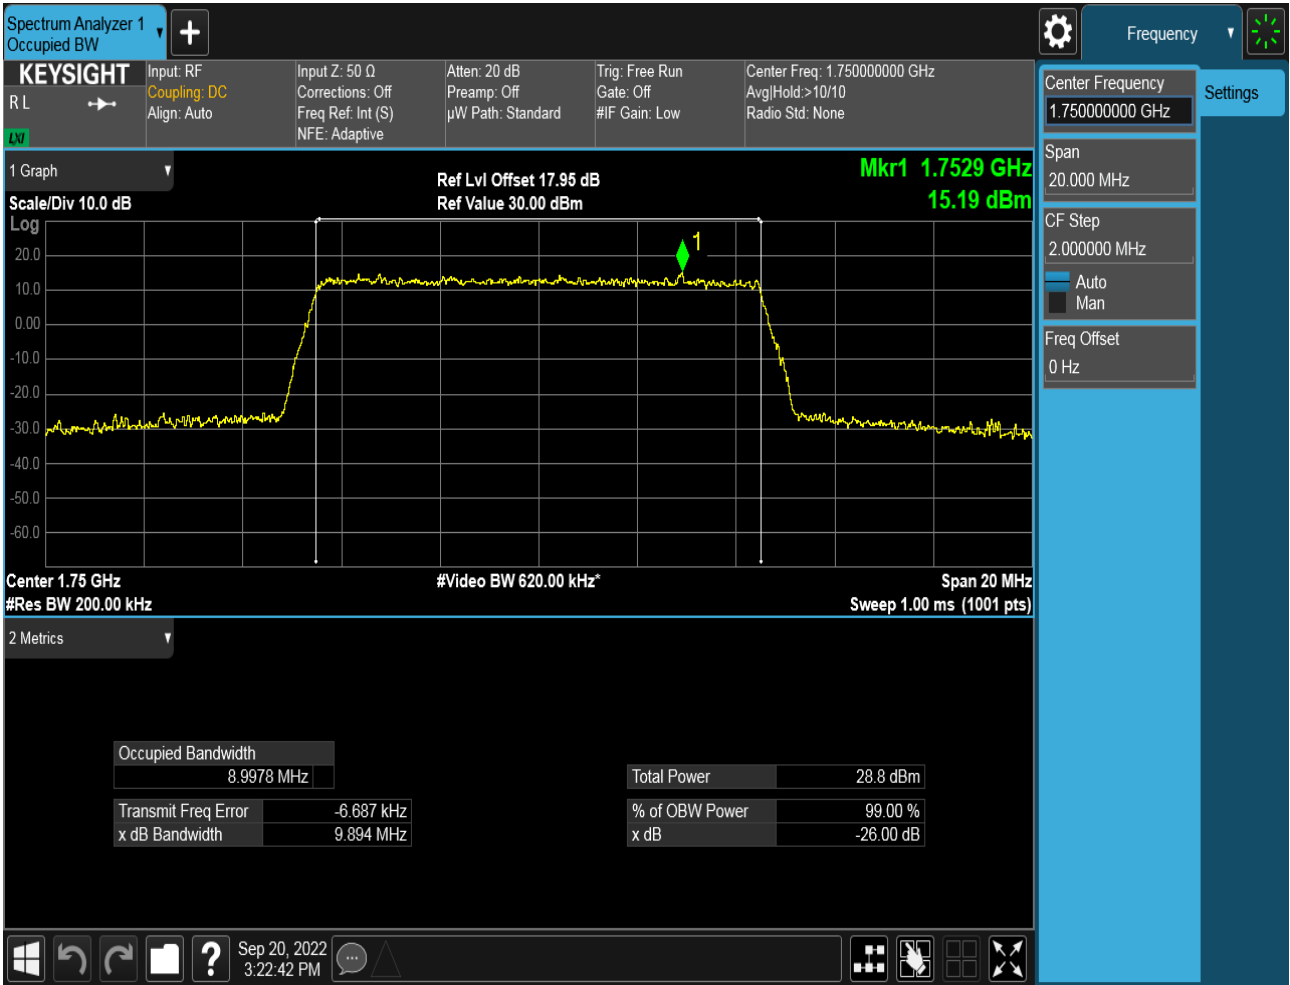 Spectrum Analyzer 1
Occupied BW
Frequency
KEYSIGHT
R L
LXI
Input: RF
Coupling: DC
Align: Auto
Input Z: 50 Ω
Corrections: Off
Freq Ref: Int (S)
NFE: Adaptive
Atten: 20 dB
Preamp: Off
µW Path: Standard
Trig: Free Run
Gate: Off
#IF Gain: Low
Center Freq: 1.750000000 GHz
Avg|Hold:>10/10
Radio Std: None
Center Frequency
1.750000000 GHz
Settings
Span
20.000 MHz
CF Step
2.000000 MHz
Auto
Man
Freq Offset
0 Hz
1 Graph
Scale/Div 10.0 dB
Log
Ref Lvl Offset 17.95 dB
Ref Value 30.00 dBm
Mkr1 1.7529 GHz
15.19 dBm
1
20.0
10.0
0.00
-10.0
-20.0
-30.0
-40.0
-50.0
-60.0
Center 1.75 GHz
#Video BW 620.00 kHz*
Span 20 MHz
#Res BW 200.00 kHz
Sweep 1.00 ms (1001 pts)
2 Metrics
Occupied Bandwidth
8.9978 MHz
Total Power 28.8 dBm
Transmit Freq Error -6.687 kHz
% of OBW Power 99.00 %
x dB Bandwidth 9.894 MHz
x dB -26.00 dB
?
Sep 20, 2022
3:22:42 PM